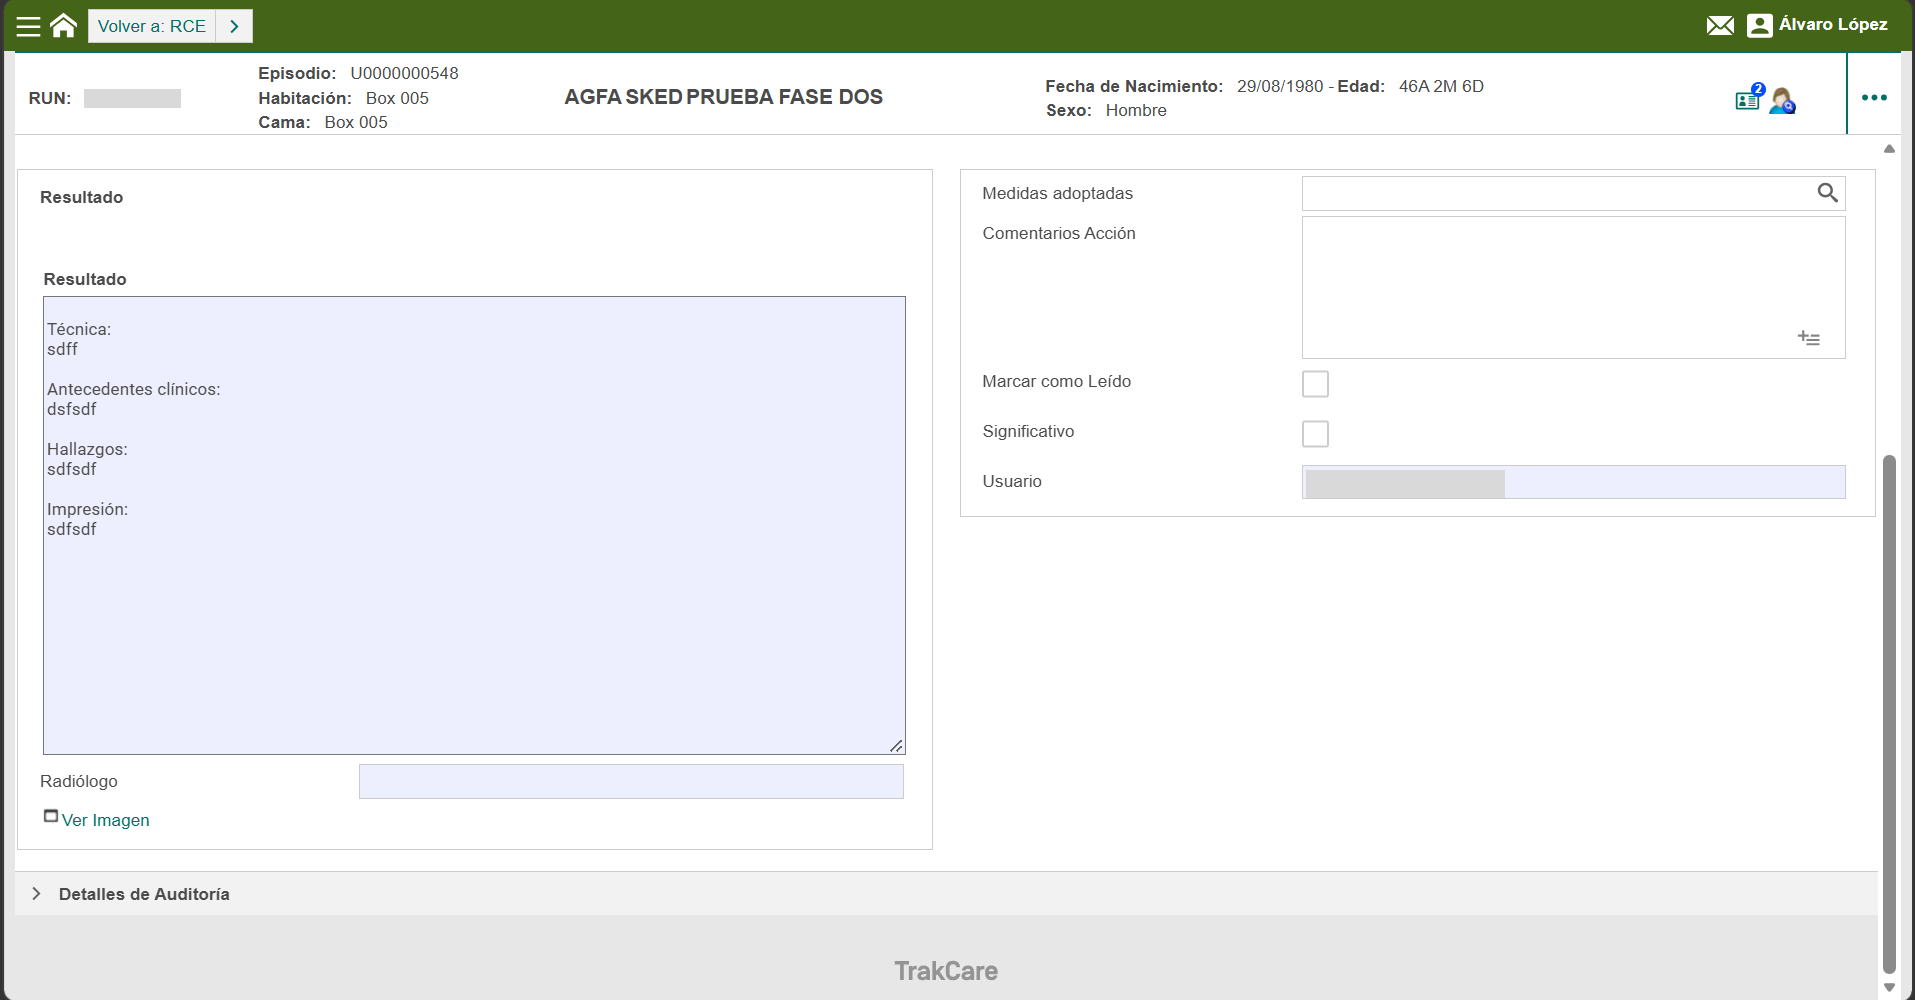 Volver a: RCE
Álvaro López
RUN:
Episodio: U0000000548
Habitación: Box 005
Cama: Box 005
AGFA SKED PRUEBA FASE DOS
Fecha de Nacimiento: 29/08/1980 - Edad: 46A 2M 6D
Sexo: Hombre
2
Resultado
Resultado
Técnica:
sdff
Antecedentes clínicos:
dsfsdf
Hallazgos:
sdfsdf
Impresión:
sdfsdf
Radiólogo
Ver Imagen
Medidas adoptadas
Comentarios Acción
Marcar como Leído
Significativo
Usuario
Detalles de Auditoría
TrakCare